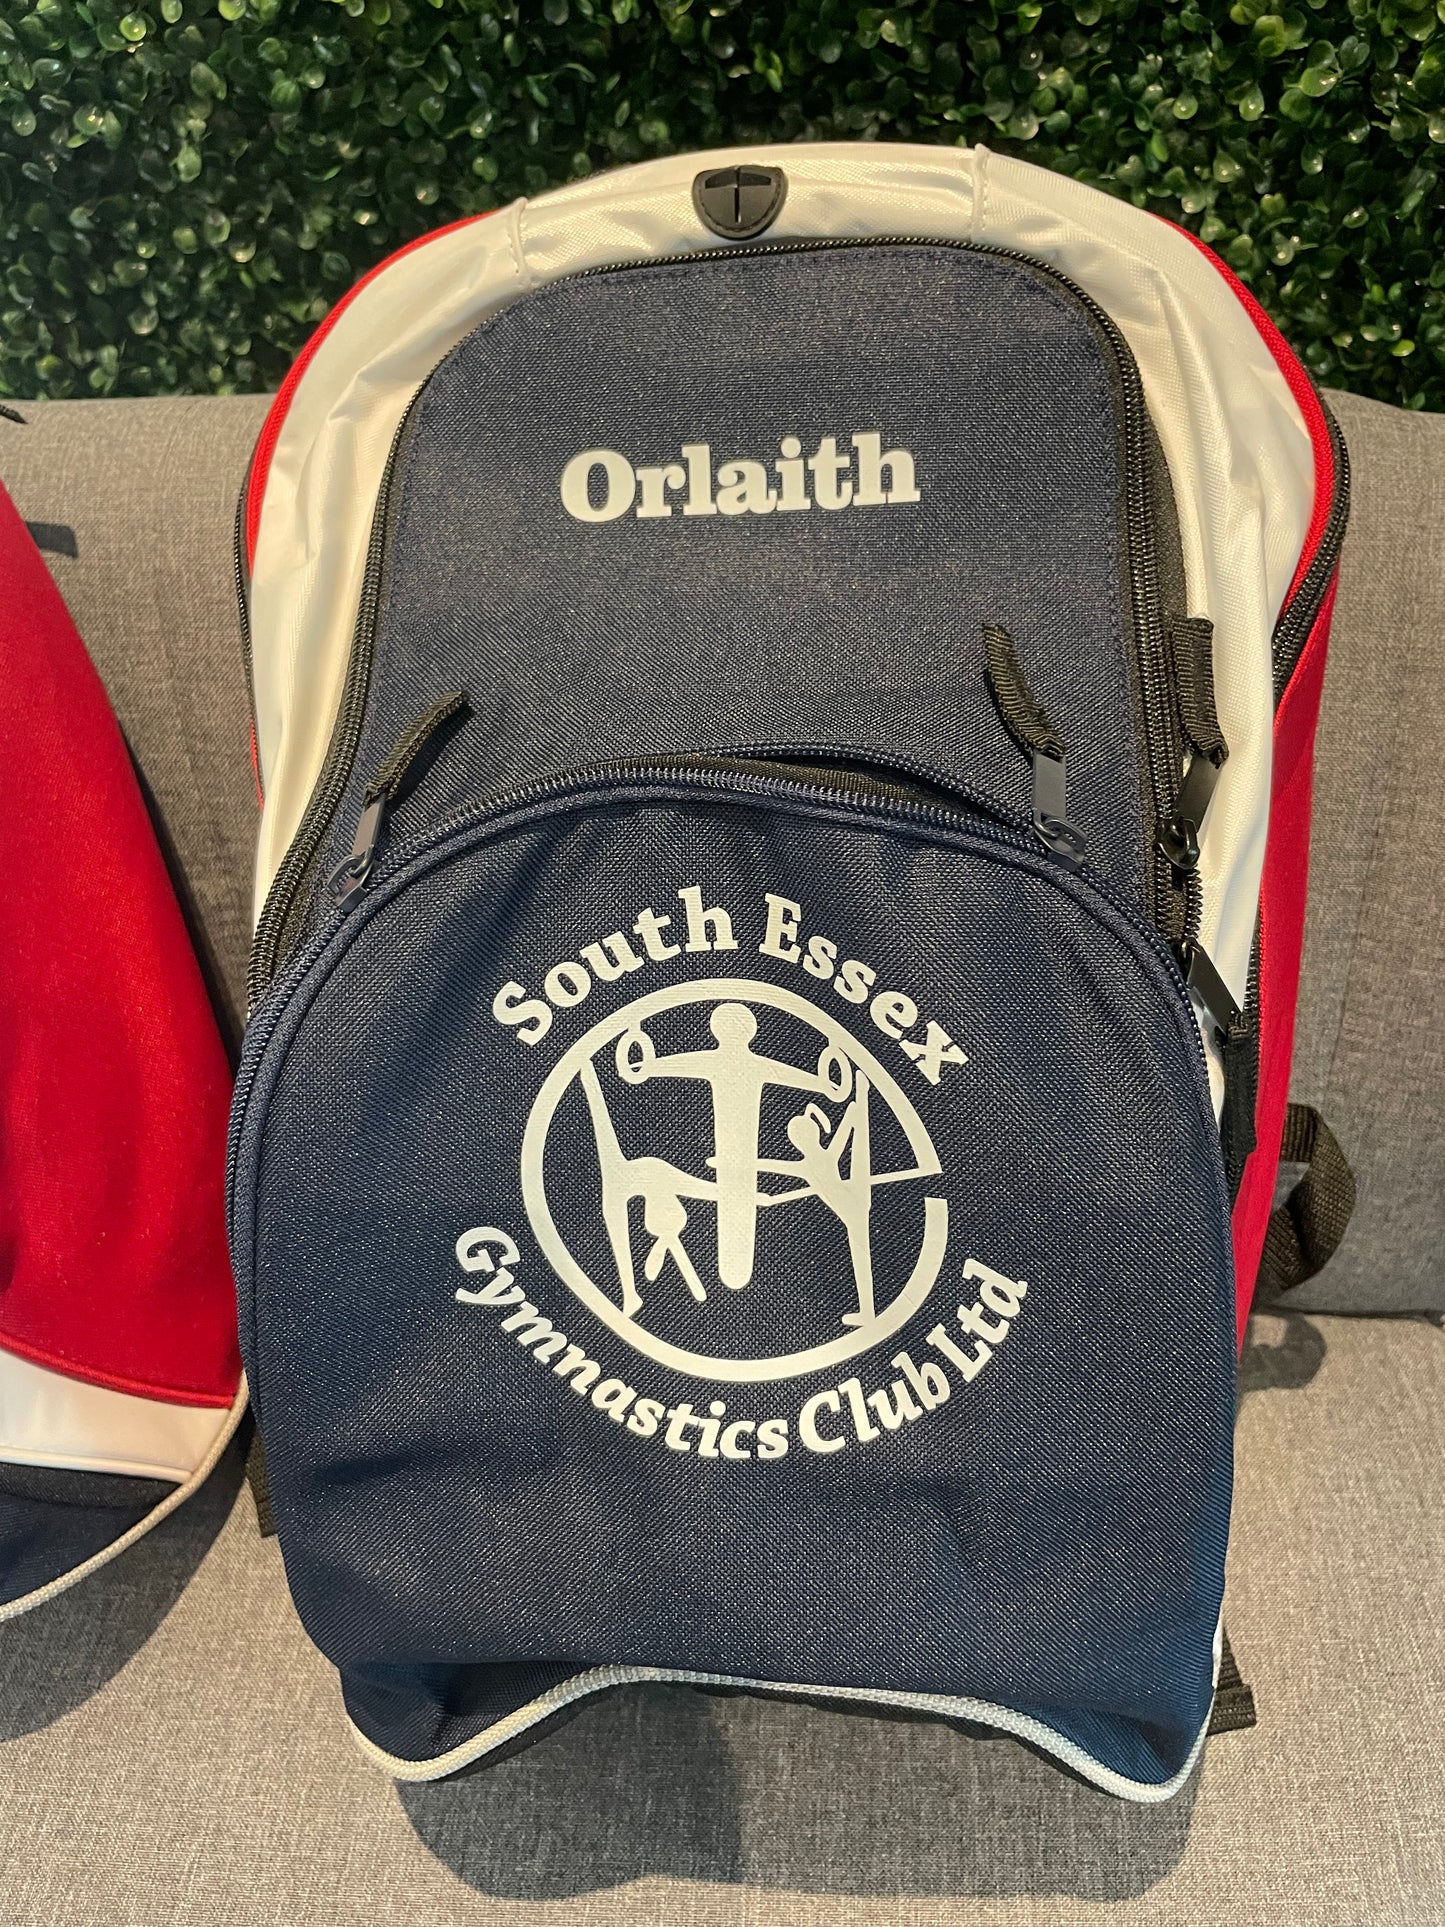 Orlaith
South Essex
Gymnastics Club Ltd